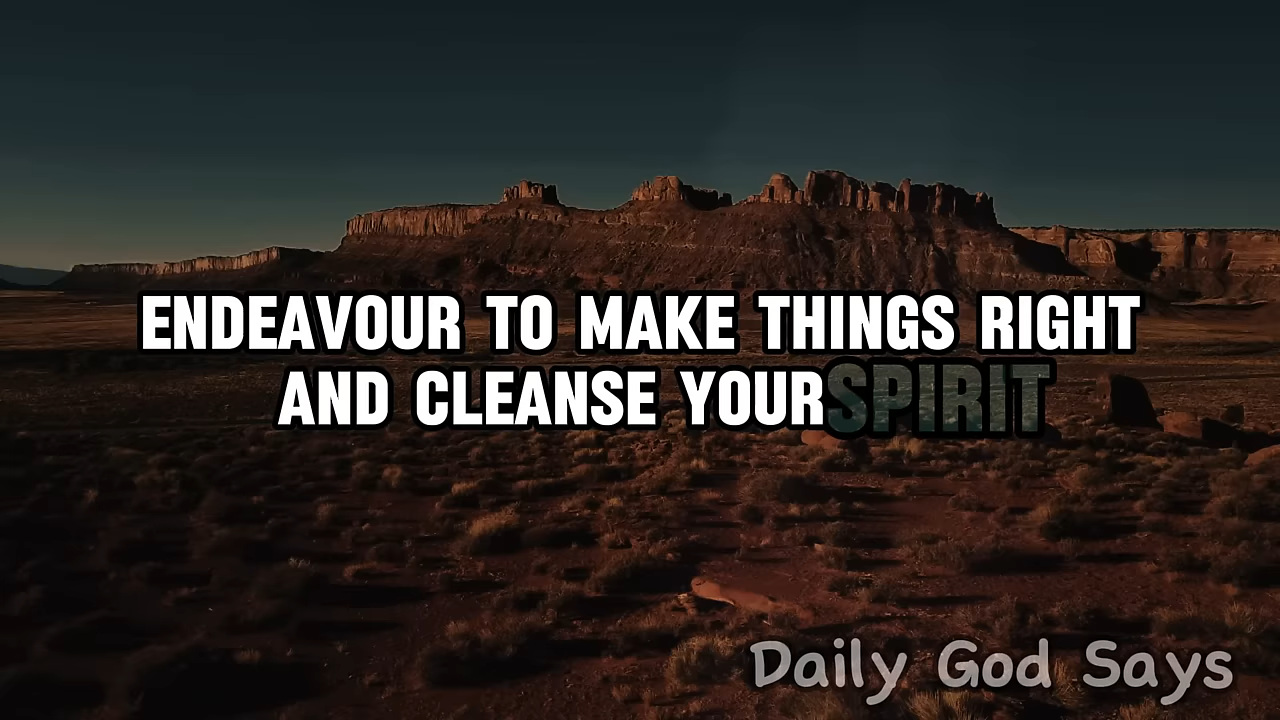 ENDEAVOUR TO MAKE THINGS RIGHT
AND CLEANSE YOUR SPIRIT
Daily God Says